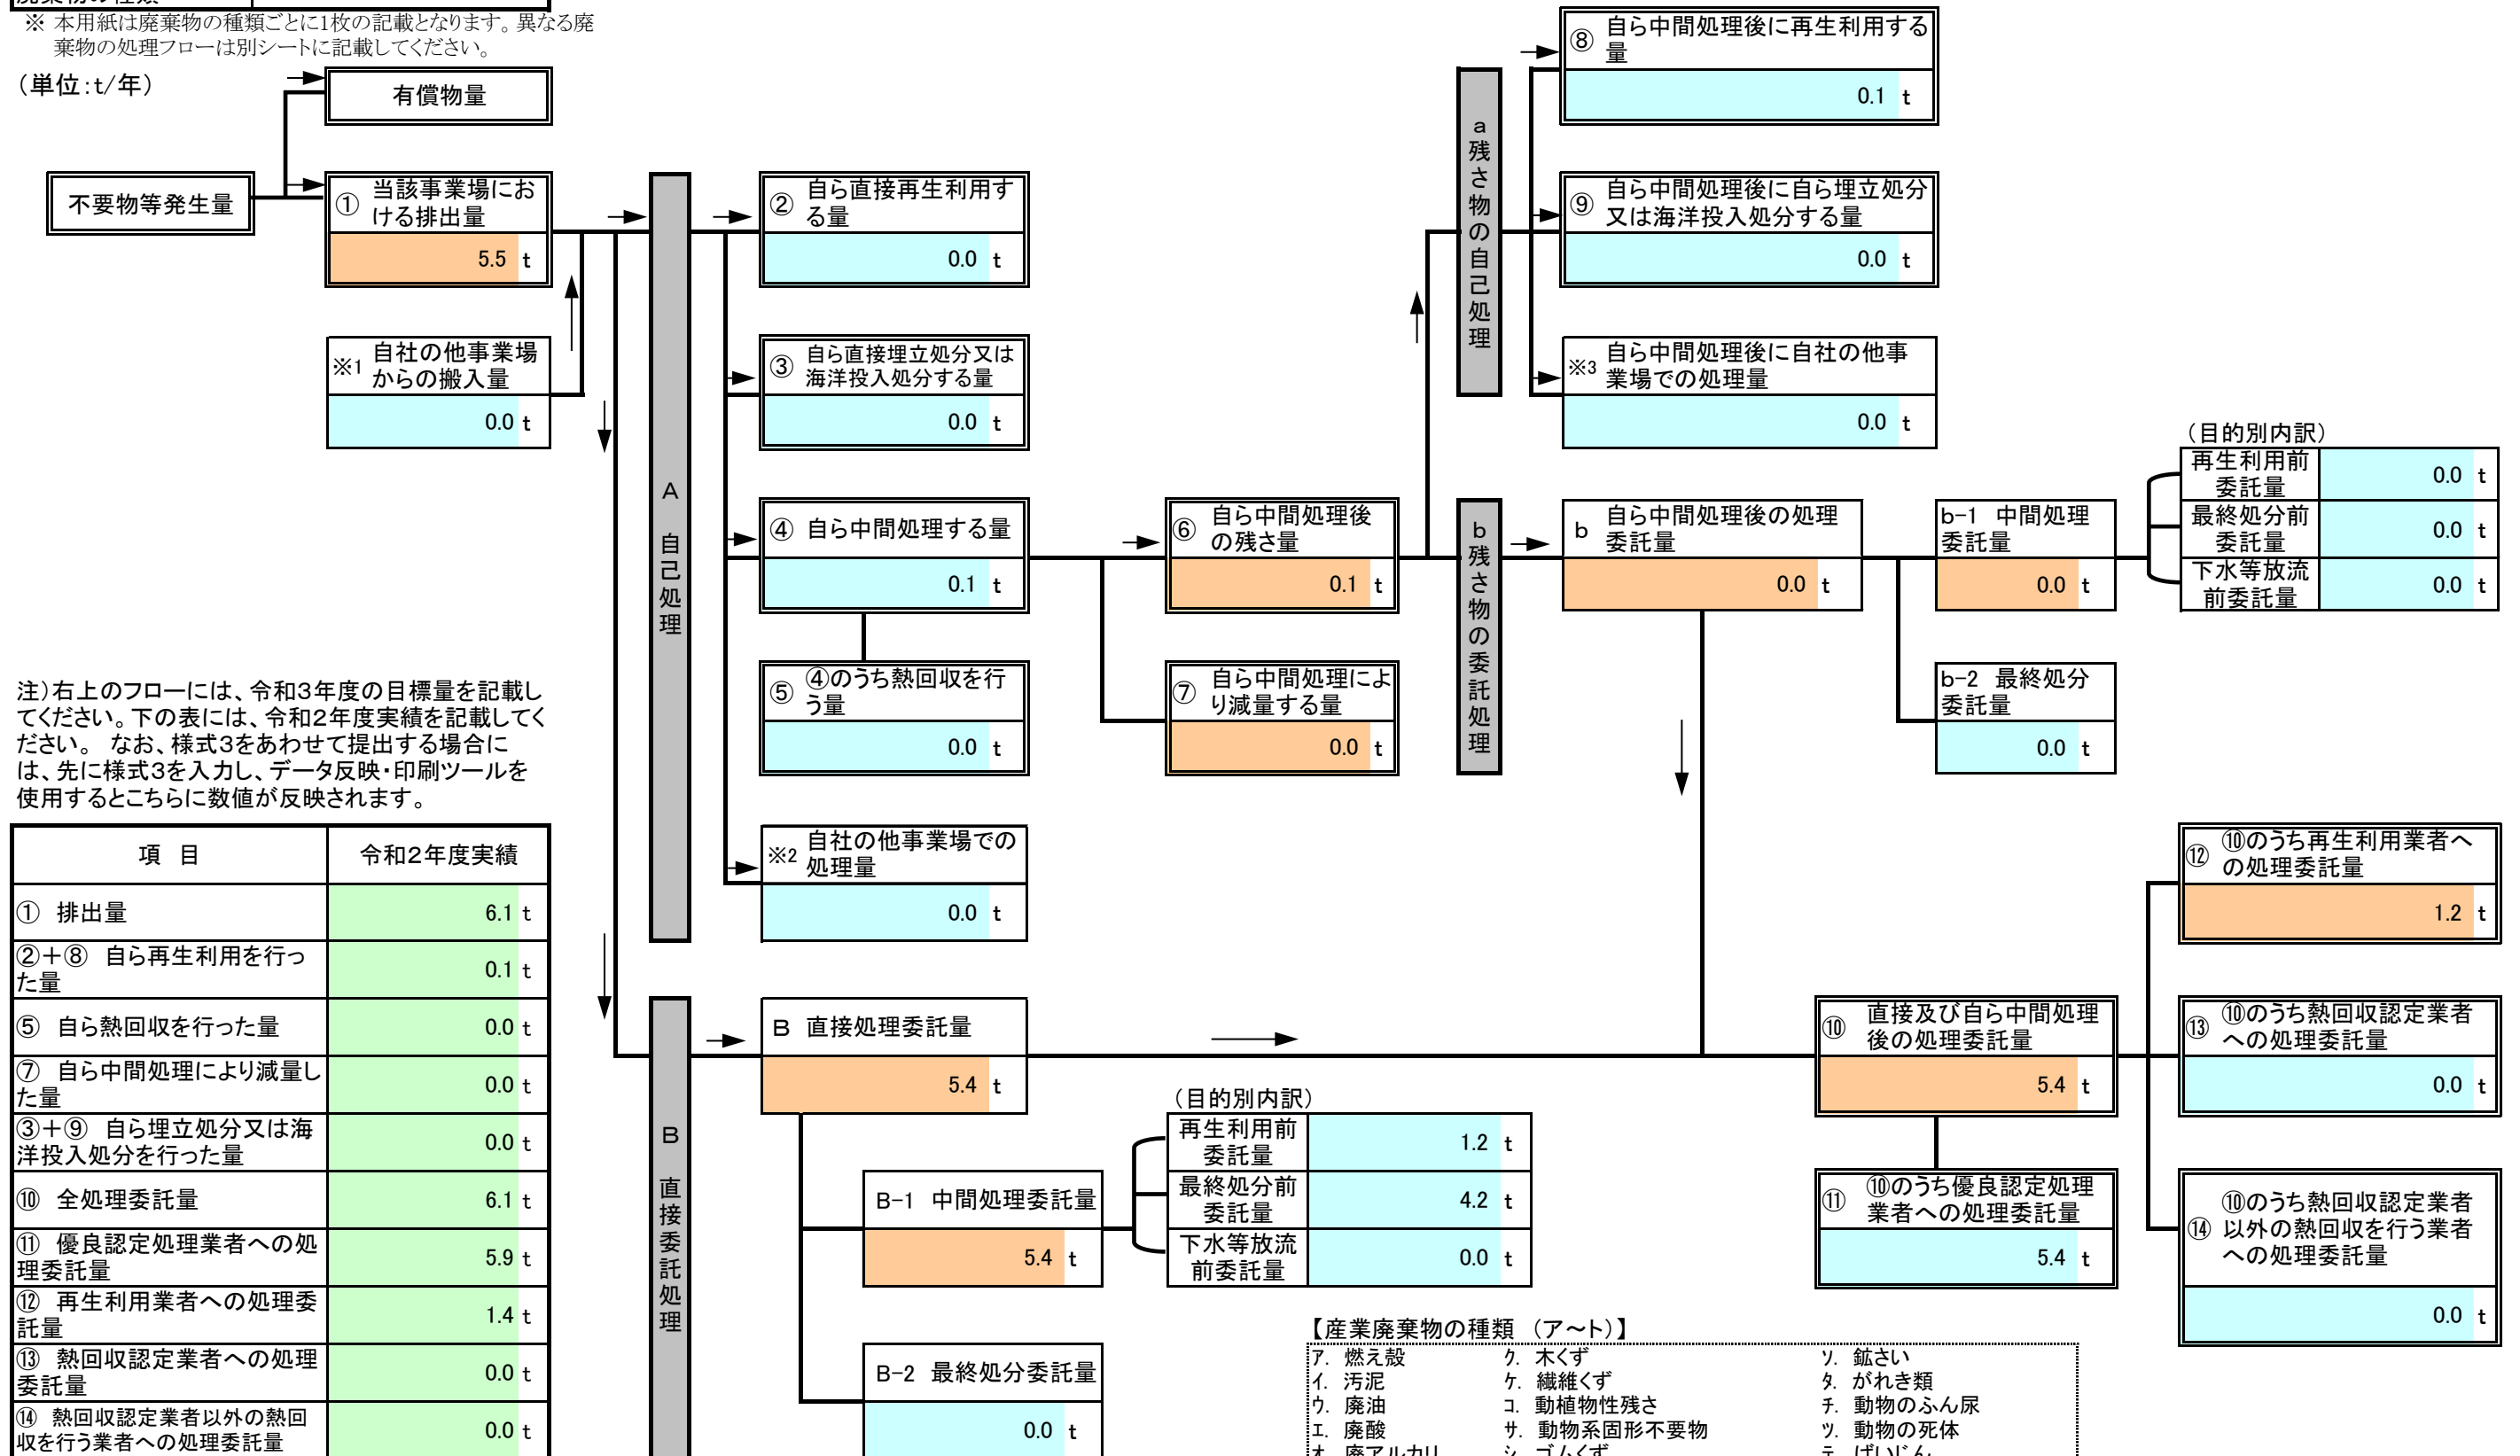 ※ 本用紙は廃棄物の種類ごとに1枚の記載となります。異なる廃
棄物の処理フローは別シートに記載してください。
（単位:t/年）
有償物量
不要物等発生量
① 当該事業場にお
ける排出量
5.5 t
※1 自社の他事業場
からの搬入量
0.0 t
A 自己処理
② 自ら直接再生利用す
る量
0.0 t
③ 自ら直接埋立処分又は
海洋投入処分する量
0.0 t
④ 自ら中間処理する量
0.1 t
⑤ ④のうち熱回収を行
う量
0.0 t
※2 自社の他事業場での
処理量
0.0 t
⑥ 自ら中間処理後
の残さ量
0.1 t
⑦ 自ら中間処理によ
り減量する量
0.0 t
a残さ物の自己処理
⑧ 自ら中間処理後に再生利用する
量
0.1 t
⑨ 自ら中間処理後に自ら埋立処分
又は海洋投入処分する量
0.0 t
※3 自ら中間処理後に自社の他事
業場での処理量
0.0 t
b残さ物の委託処理
b 自ら中間処理後の処理
委託量
0.0 t
b-1 中間処理
委託量
0.0 t
（目的別内訳）
再生利用前
委託量
0.0 t
最終処分前
委託量
0.0 t
下水等放流
前委託量
0.0 t
b-2 最終処分
委託量
0.0 t
注）右上のフローには、令和3年度の目標量を記載し
てください。下の表には、令和2年度実績を記載してく
ださい。 なお、様式3をあわせて提出する場合に
は、先に様式3を入力し、データ反映・印刷ツールを
使用するとこちらに数値が反映されます。
項 目 令和2年度実績
① 排出量 6.1 t
②＋⑧ 自ら再生利用を行っ
た量 0.1 t
⑤ 自ら熱回収を行った量 0.0 t
⑦ 自ら中間処理により減量し
た量 0.0 t
③＋⑨ 自ら埋立処分又は海
洋投入処分を行った量 0.0 t
⑩ 全処理委託量 6.1 t
⑪ 優良認定処理業者への処
理委託量 5.9 t
⑫ 再生利用業者への処理委
託量 1.4 t
⑬ 熱回収認定業者への処理
委託量 0.0 t
⑭ 熱回収認定業者以外の熱回
収を行う業者への処理委託量 0.0 t
B 直接委託処理
B 直接処理委託量
5.4 t
B-1 中間処理委託量
5.4 t
（目的別内訳）
再生利用前
委託量
1.2 t
最終処分前
委託量
4.2 t
下水等放流
前委託量
0.0 t
B-2 最終処分委託量
0.0 t
⑩ 直接及び自ら中間処理
後の処理委託量
5.4 t
⑪ ⑩のうち優良認定処理
業者への処理委託量
5.4 t
⑫ ⑩のうち再生利用業者へ
の処理委託量
1.2 t
⑬ ⑩のうち熱回収認定業者
への処理委託量
0.0 t
⑭ ⑩のうち熱回収認定業者
以外の熱回収を行う業者
への処理委託量
0.0 t
【産業廃棄物の種類 （ア～ト）】
ア. 燃え殻 ク. 木くず ソ. 鉱さい
イ. 汚泥 ケ. 繊維くず タ. がれき類
ウ. 廃油 コ. 動植物性残さ チ. 動物のふん尿
エ. 廃酸 サ. 動物系固形不要物 ツ. 動物の死体
オ. 廃アルカリ シ. ゴムくず テ. ばいじん